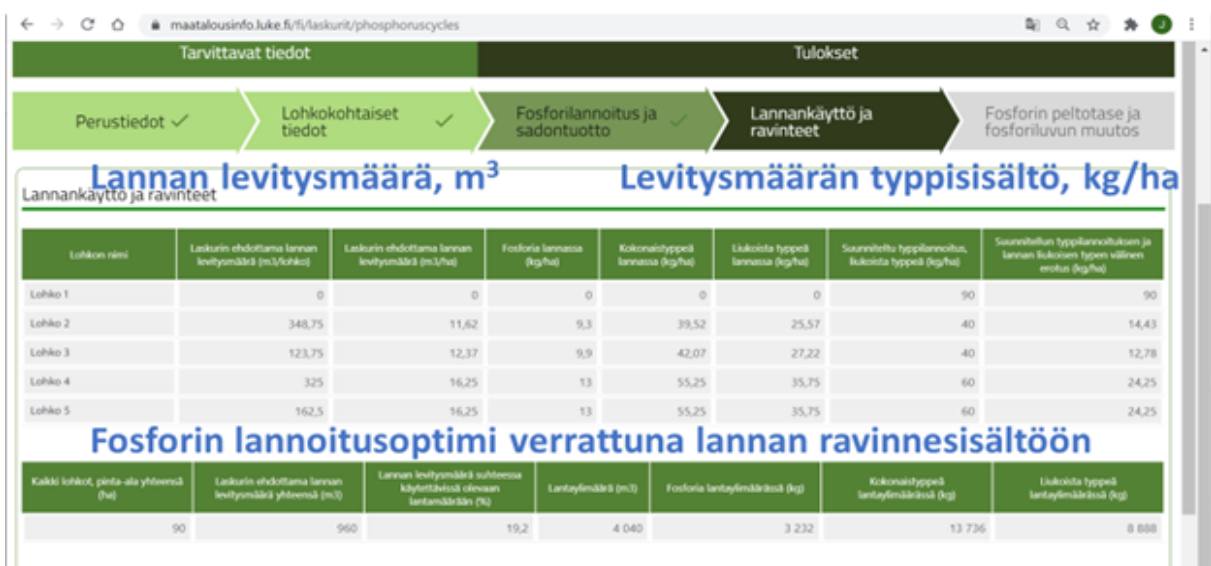 maatalousinfo.luke.fi/fi/laskurit/phosphoruscycles
J
Tarvittavat tiedot
Tulokset
Perustiedot ✓
Lohkokohtaiset
tiedot ✓
Fosforilannoitus ja
sadontuotto ✓
Lannankäyttö ja
ravinteet
Fosforin peltotase ja
fosforiluvun muutos
Lannan levitysmäärä, m³
Levitysmäärän typpisisältö, kg/ha
Lannankäyttö ja ravinteet
Lohkon nimi
Laskurin ehdottama lannan
levitysmäärä (m3/lohko)
Laskurin ehdottama lannan
levitysmäärä (m3/ha)
Fosforia lannassa
(kg/ha)
Kokonaistyppeä
lannassa (kg/ha)
Liukoista typpeä
lannassa (kg/ha)
Suunniteltu typpilannoitus,
liukoista typpeä (kg/ha)
Suunnitellun typpilannoituksen ja
lannan liukoisen typen välinen
erotus (kg/ha)
Lohko 1 0 0 0 0 0 90 90
Lohko 2 348,75 11,62 9,3 39,52 25,57 40 14,43
Lohko 3 123,75 12,37 9,9 42,07 27,22 40 12,78
Lohko 4 325 16,25 13 55,25 35,75 60 24,25
Lohko 5 162,5 16,25 13 55,25 35,75 60 24,25
Fosforin lannoitusoptimi verrattuna lannan ravinnesisältöön
Kaikki lohkot, pinta-ala yhteensä
(ha)
Laskurin ehdottama lannan
levitysmäärä yhteensä (m3)
Lannan levitysmäärä suhteessa
käytettävissä olevaan
lantamäärään (%)
Lantaylimäärä (m3)
Fosforia lantaylimäärässä (kg)
Kokonaistyppeä
lantaylimäärässä (kg)
Liukoista typpeä
lantaylimäärässä (kg)
90 960 19,2 4 040 3 232 13 736 8 888